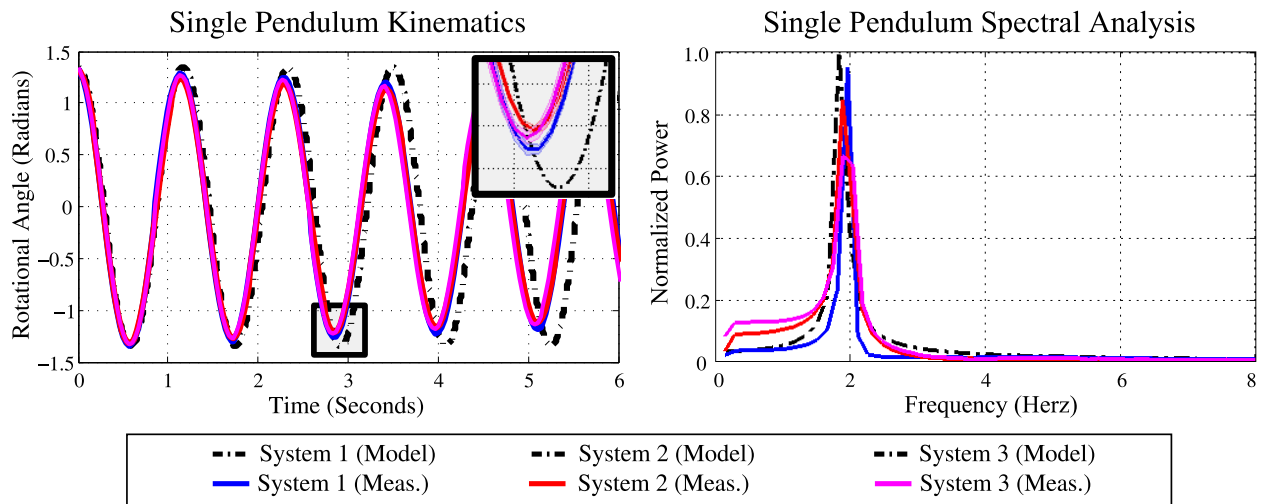 Single Pendulum Kinematics
1.5
1
0.5
0
−0.5
−1
−1.5
Rotational Angle (Radians)
0 1 2 3 4 5 6
Time (Seconds)
Single Pendulum Spectral Analysis
1.0
0.8
0.6
0.4
0.2
0
Normalized Power
0 2 4 6 8
Frequency (Herz)
System 1 (Model) System 2 (Model) System 3 (Model)
System 1 (Meas.) System 2 (Meas.) System 3 (Meas.)